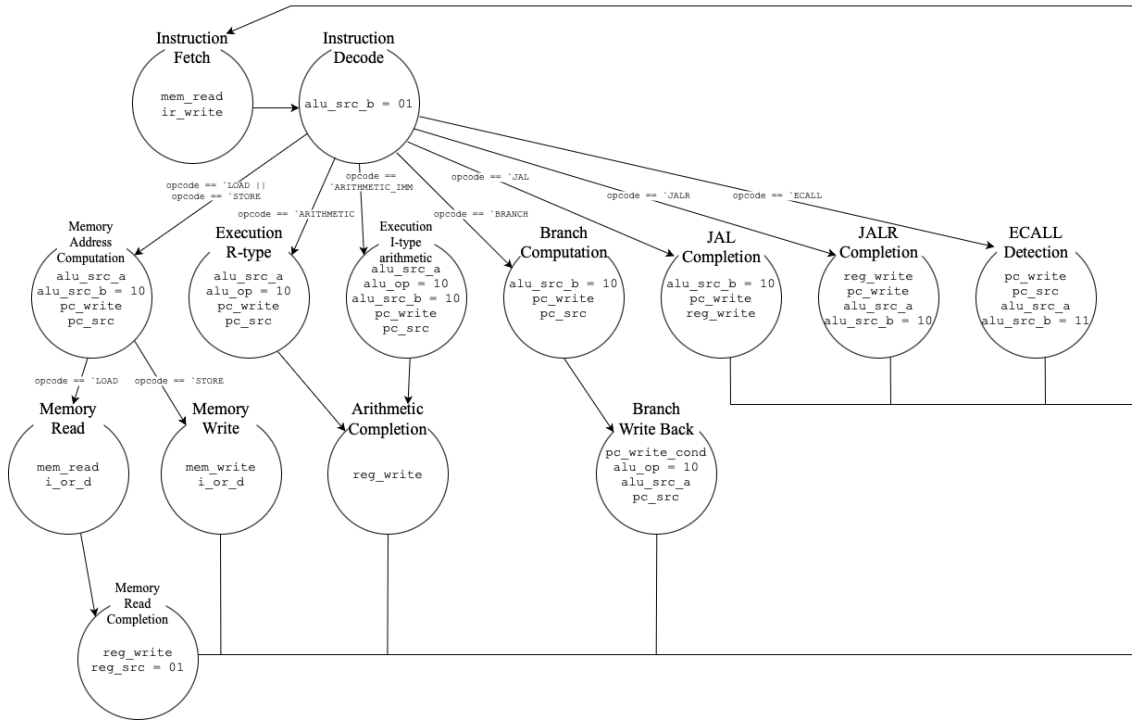 Instruction
Fetch
mem_read
ir_write
Instruction
Decode
alu_src_b = 01
opcode == `LOAD ||
opcode == `STORE
opcode == `ARITHMETIC
opcode ==
`ARITHMETIC_IMM
opcode == `BRANCH
opcode == `JAL
opcode == `JALR
opcode == `ECALL
Memory
Address
Computation
alu_src_a
alu_src_b = 10
pc_write
pc_src
Execution
R-type
alu_src_a
alu_op = 10
pc_write
pc_src
Execution
I-type
arithmetic
alu_src_a
alu_op = 10
alu_src_b = 10
pc_write
pc_src
Branch
Computation
alu_src_b = 10
pc_write
pc_src
JAL
Completion
alu_src_b = 10
pc_write
reg_write
JALR
Completion
reg_write
pc_write
alu_src_a
alu_src_b = 10
ECALL
Detection
pc_write
pc_src
alu_src_a
alu_src_b = 11
opcode == `LOAD
opcode == `STORE
Memory
Read
mem_read
i_or_d
Memory
Write
mem_write
i_or_d
Arithmetic
Completion
reg_write
Branch
Write Back
pc_write_cond
alu_op = 10
alu_src_a
pc_src
Memory
Read
Completion
reg_write
reg_src = 01